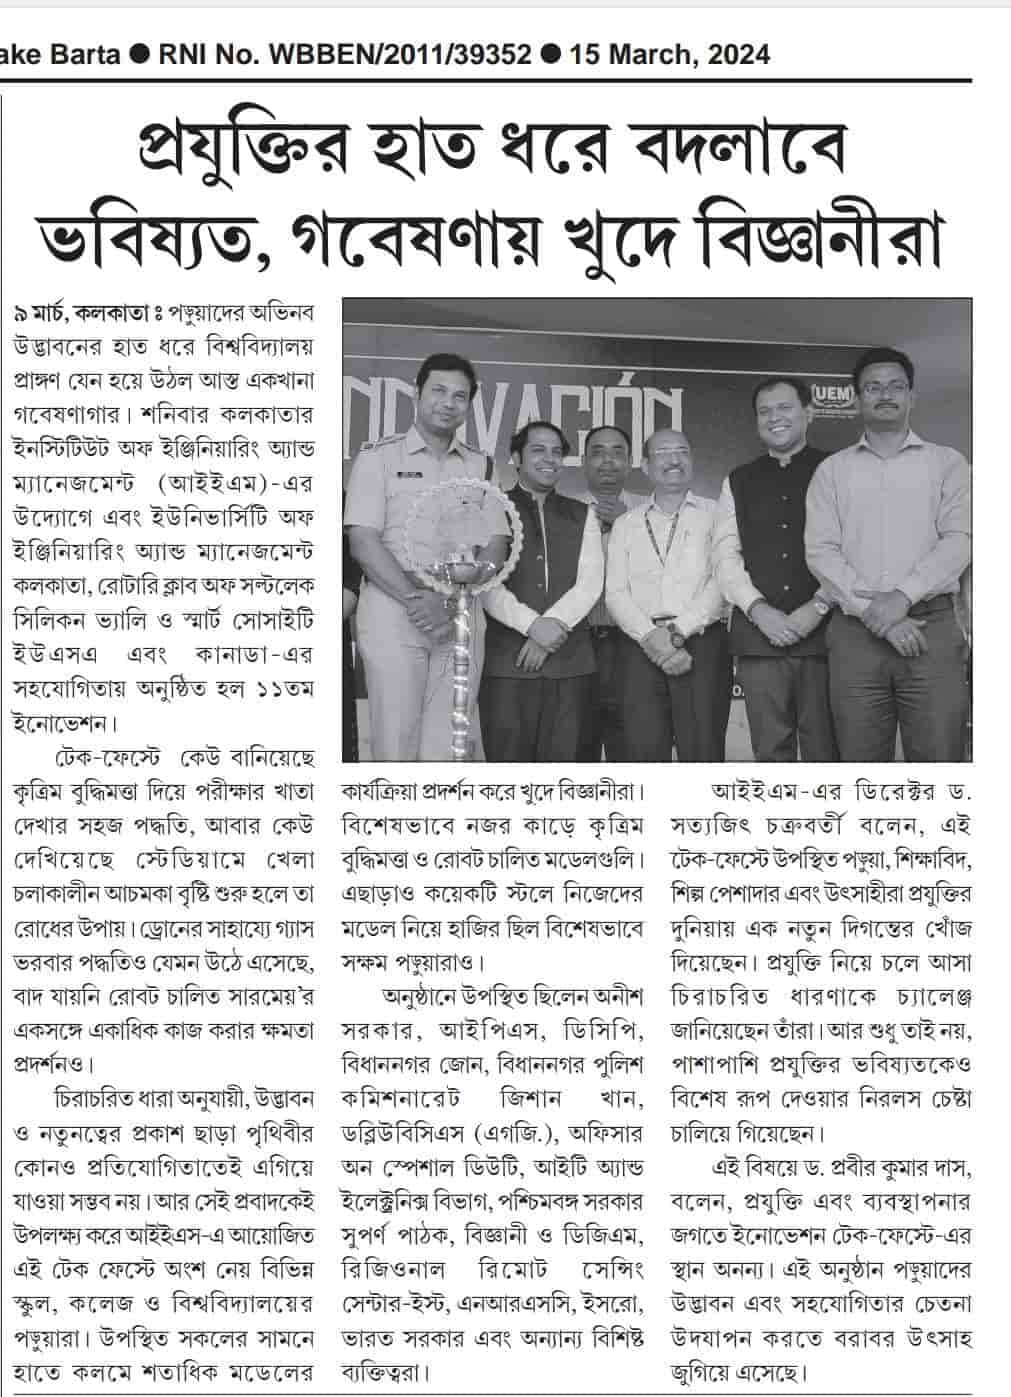 ake Barta ● RNI No. WBBEN/2011/39352 ● 15 March, 2024
প্রযুক্তির হাত ধরে বদলাবে
ভবিষ্যত, গবেষণায় খুদে বিজ্ঞানীরা
৯ মার্চ, কলকাতা ঃ পড়ুয়াদের অভিনব
উদ্ভাবনের হাত ধরে বিশ্ববিদ্যালয়
প্রাঙ্গণ যেন হয়ে উঠল আস্ত একখানা
গবেষণাগার। শনিবার কলকাতার
ইনস্টিটিউট অফ ইঞ্জিনিয়ারিং অ্যান্ড
ম্যানেজমেন্ট (আইইএম)-এর
উদ্যোগে এবং ইউনিভার্সিটি অফ
ইঞ্জিনিয়ারিং অ্যান্ড ম্যানেজমেন্ট
কলকাতা, রোটারি ক্লাব অফ সল্টলেক
সিলিকন ভ্যালি ও স্মার্ট সোসাইটি
ইউএসএ এবং কানাডা-এর
সহযোগিতায় অনুষ্ঠিত হল ১১তম
ইনোভেশন।
টেক-ফেস্টে কেউ বানিয়েছে
কৃত্রিম বুদ্ধিমত্তা দিয়ে পরীক্ষার খাতা
দেখার সহজ পদ্ধতি, আবার কেউ
দেখিয়েছে স্টেডিয়ামে খেলা
চলাকালীন আচমকা বৃষ্টি শুরু হলে তা
রোধের উপায়। ড্রোনের সাহায্যে গ্যাস
ভরবার পদ্ধতিও যেমন উঠে এসেছে,
বাদ যায়নি রোবট চালিত সারমেয়'র
একসঙ্গে একাধিক কাজ করার ক্ষমতা
প্রদর্শনও।
চিরাচরিত ধারা অনুযায়ী, উদ্ভাবন
ও নতুনত্বের প্রকাশ ছাড়া পৃথিবীর
কোনও প্রতিযোগিতাতেই এগিয়ে
যাওয়া সম্ভব নয়। আর সেই প্রবাদকেই
উপলক্ষ্য করে আইইএস-এ আয়োজিত
এই টেক ফেস্টে অংশ নেয় বিভিন্ন
স্কুল, কলেজ ও বিশ্ববিদ্যালয়ের
পড়ুয়ারা। উপস্থিত সকলের সামনে
হাতে কলমে শতাধিক মডেলের
INNOVACIÓN
UEM
কার্যক্রিয়া প্রদর্শন করে খুদে বিজ্ঞানীরা।
বিশেষভাবে নজর কাড়ে কৃত্রিম
বুদ্ধিমত্তা ও রোবট চালিত মডেলগুলি।
এছাড়াও কয়েকটি স্টলে নিজেদের
মডেল নিয়ে হাজির ছিল বিশেষভাবে
সক্ষম পড়ুয়ারাও।
অনুষ্ঠানে উপস্থিত ছিলেন অনীশ
সরকার, আইপিএস, ডিসিপি,
বিধাননগর জোন, বিধাননগর পুলিশ
কমিশনারেট জিশান খান,
ডব্লিউবিসিএস (এগজি.), অফিসার
অন স্পেশাল ডিউটি, আইটি অ্যান্ড
ইলেক্ট্রনিক্স বিভাগ, পশ্চিমবঙ্গ সরকার
সুপর্ণ পাঠক, বিজ্ঞানী ও ডিজিএম,
রিজিওনাল রিমোট সেন্সিং
সেন্টার-ইস্ট, এনআরএসসি, ইসরো,
ভারত সরকার এবং অন্যান্য বিশিষ্ট
ব্যক্তিত্বরা।
আইইএম-এর ডিরেক্টর ড.
সত্যজিৎ চক্রবর্তী বলেন, এই
টেক-ফেস্টে উপস্থিত পড়ুয়া, শিক্ষাবিদ,
শিল্প পেশাদার এবং উৎসাহীরা প্রযুক্তির
দুনিয়ায় এক নতুন দিগন্তের খোঁজ
দিয়েছেন। প্রযুক্তি নিয়ে চলে আসা
চিরাচরিত ধারণাকে চ্যালেঞ্জ
জানিয়েছেন তাঁরা। আর শুধু তাই নয়,
পাশাপাশি প্রযুক্তির ভবিষ্যতকেও
বিশেষ রূপ দেওয়ার নিরলস চেষ্টা
চালিয়ে গিয়েছেন।
এই বিষয়ে ড. প্রবীর কুমার দাস,
বলেন, প্রযুক্তি এবং ব্যবস্থাপনার
জগতে ইনোভেশন টেক-ফেস্টে-এর
স্থান অনন্য। এই অনুষ্ঠান পড়ুয়াদের
উদ্ভাবন এবং সহযোগিতার চেতনা
উদযাপন করতে বরাবর উৎসাহ
জুগিয়ে এসেছে।